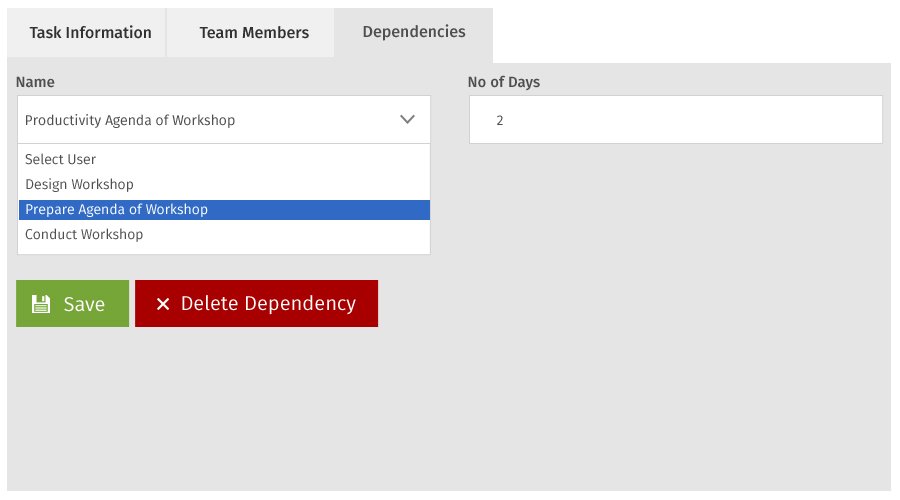 Task Information
Team Members
Dependencies
Name
No of Days
Productivity Agenda of Workshop
2
Select User
Design Workshop
Prepare Agenda of Workshop
Conduct Workshop
Save
Delete Dependency